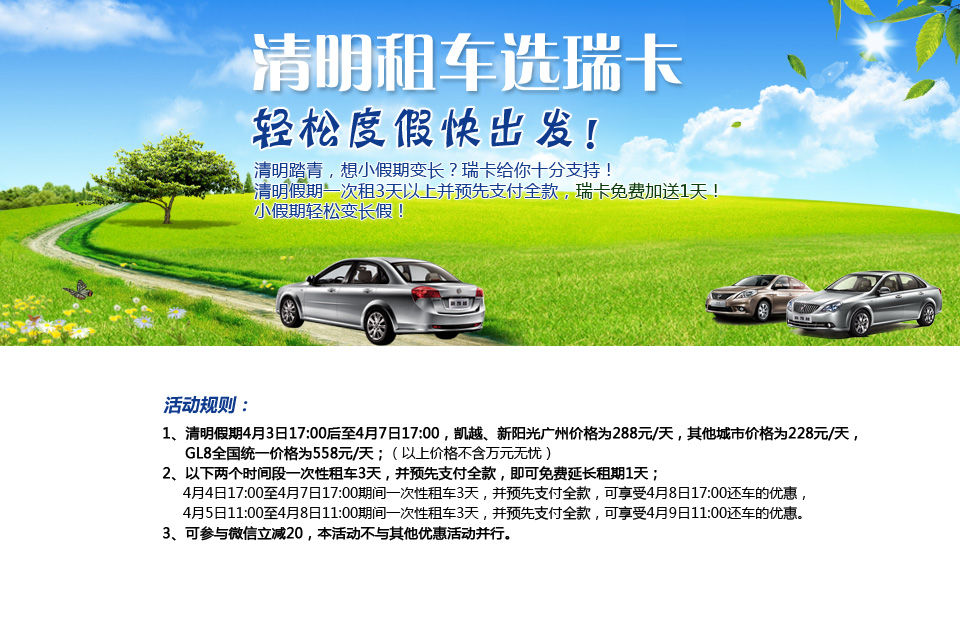 清明租车选瑞卡
轻松度假快出发！
清明踏青，想小假期变长？瑞卡给你十分支持！
清明假期一次租3天以上并预先支付全款，瑞卡免费加送1天！
小假期轻松变长假！
活动规则：
1、清明假期4月3日17:00后至4月7日17:00，凯越、新阳光广州价格为288元/天，其他城市价格为228元/天，
GL8全国统一价格为558元/天；（以上价格不含万元无忧）
2、以下两个时间段一次性租车3天，并预先支付全款，即可免费延长租期1天；
4月4日17:00至4月7日17:00期间一次性租车3天，并预先支付全款，可享受4月8日17:00还车的优惠，
4月5日11:00至4月8日11:00期间一次性租车3天，并预先支付全款，可享受4月9日11:00还车的优惠。
3、可参与微信立减20，本活动不与其他优惠活动并行。